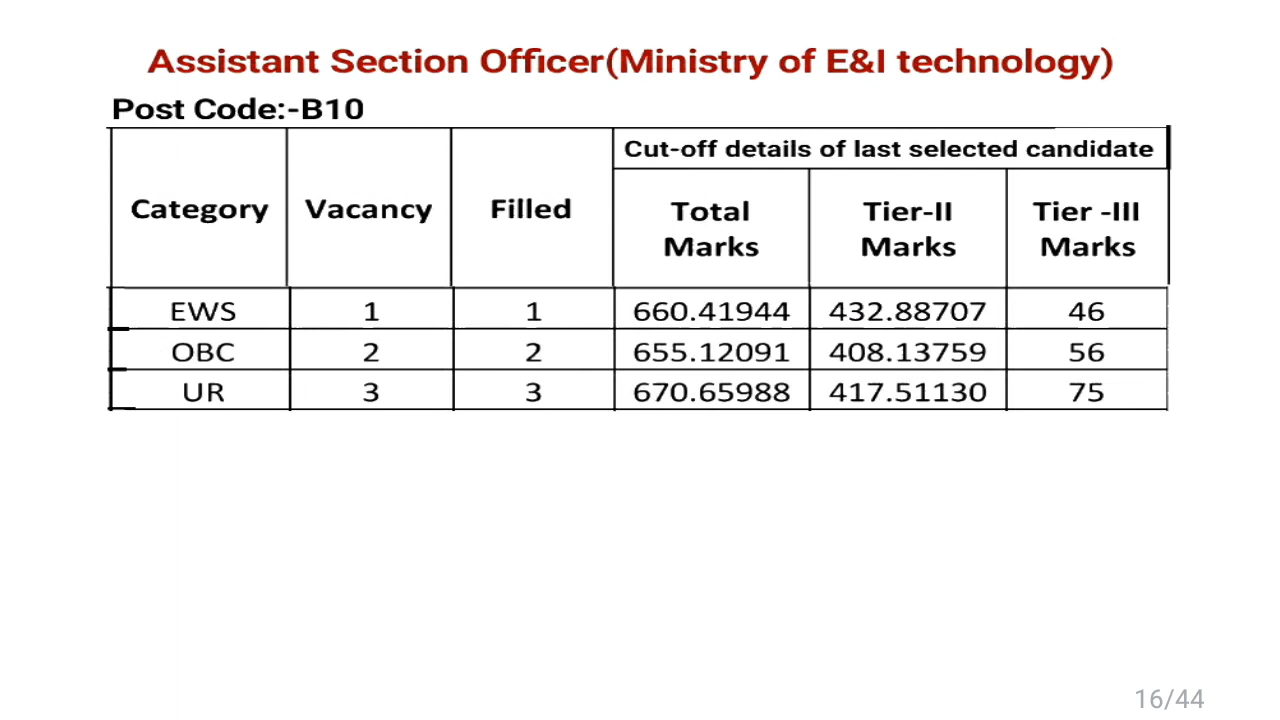 Assistant Section Officer(Ministry of E&I technology)
Post Code:-B10
Cut-off details of last selected candidate
Category Vacancy Filled Total Marks Tier-II Marks Tier -III Marks
EWS 1 1 660.41944 432.88707 46
OBC 2 2 655.12091 408.13759 56
UR 3 3 670.65988 417.51130 75
16/44